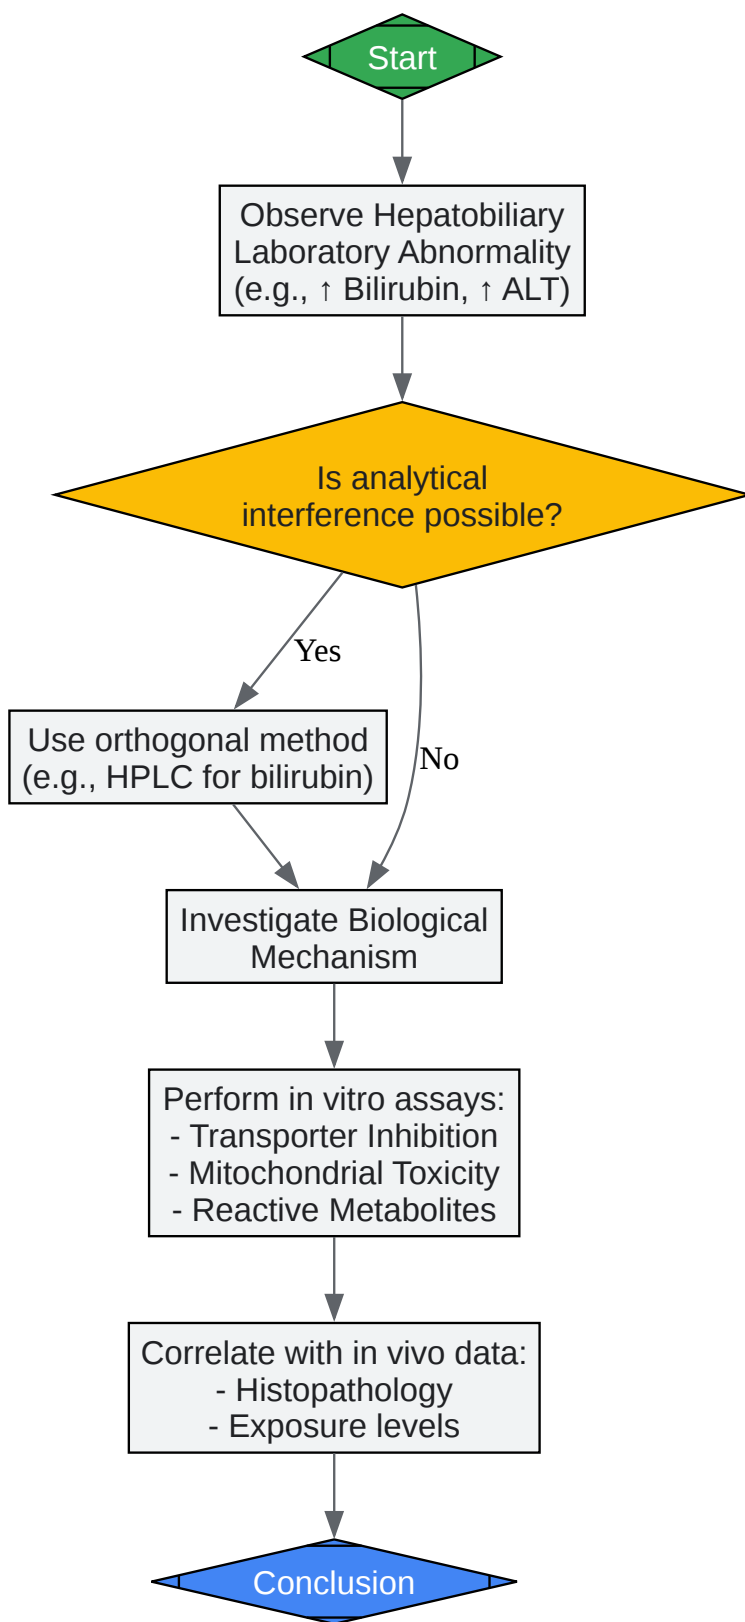 Start
Observe Hepatobiliary
Laboratory Abnormality
(e.g., ↑ Bilirubin, ↑ ALT)
Is analytical
interference possible?
Yes
Use orthogonal method
(e.g., HPLC for bilirubin)
No
Investigate Biological
Mechanism
Perform in vitro assays:
- Transporter Inhibition
- Mitochondrial Toxicity
- Reactive Metabolites
Correlate with in vivo data:
- Histopathology
- Exposure levels
Conclusion